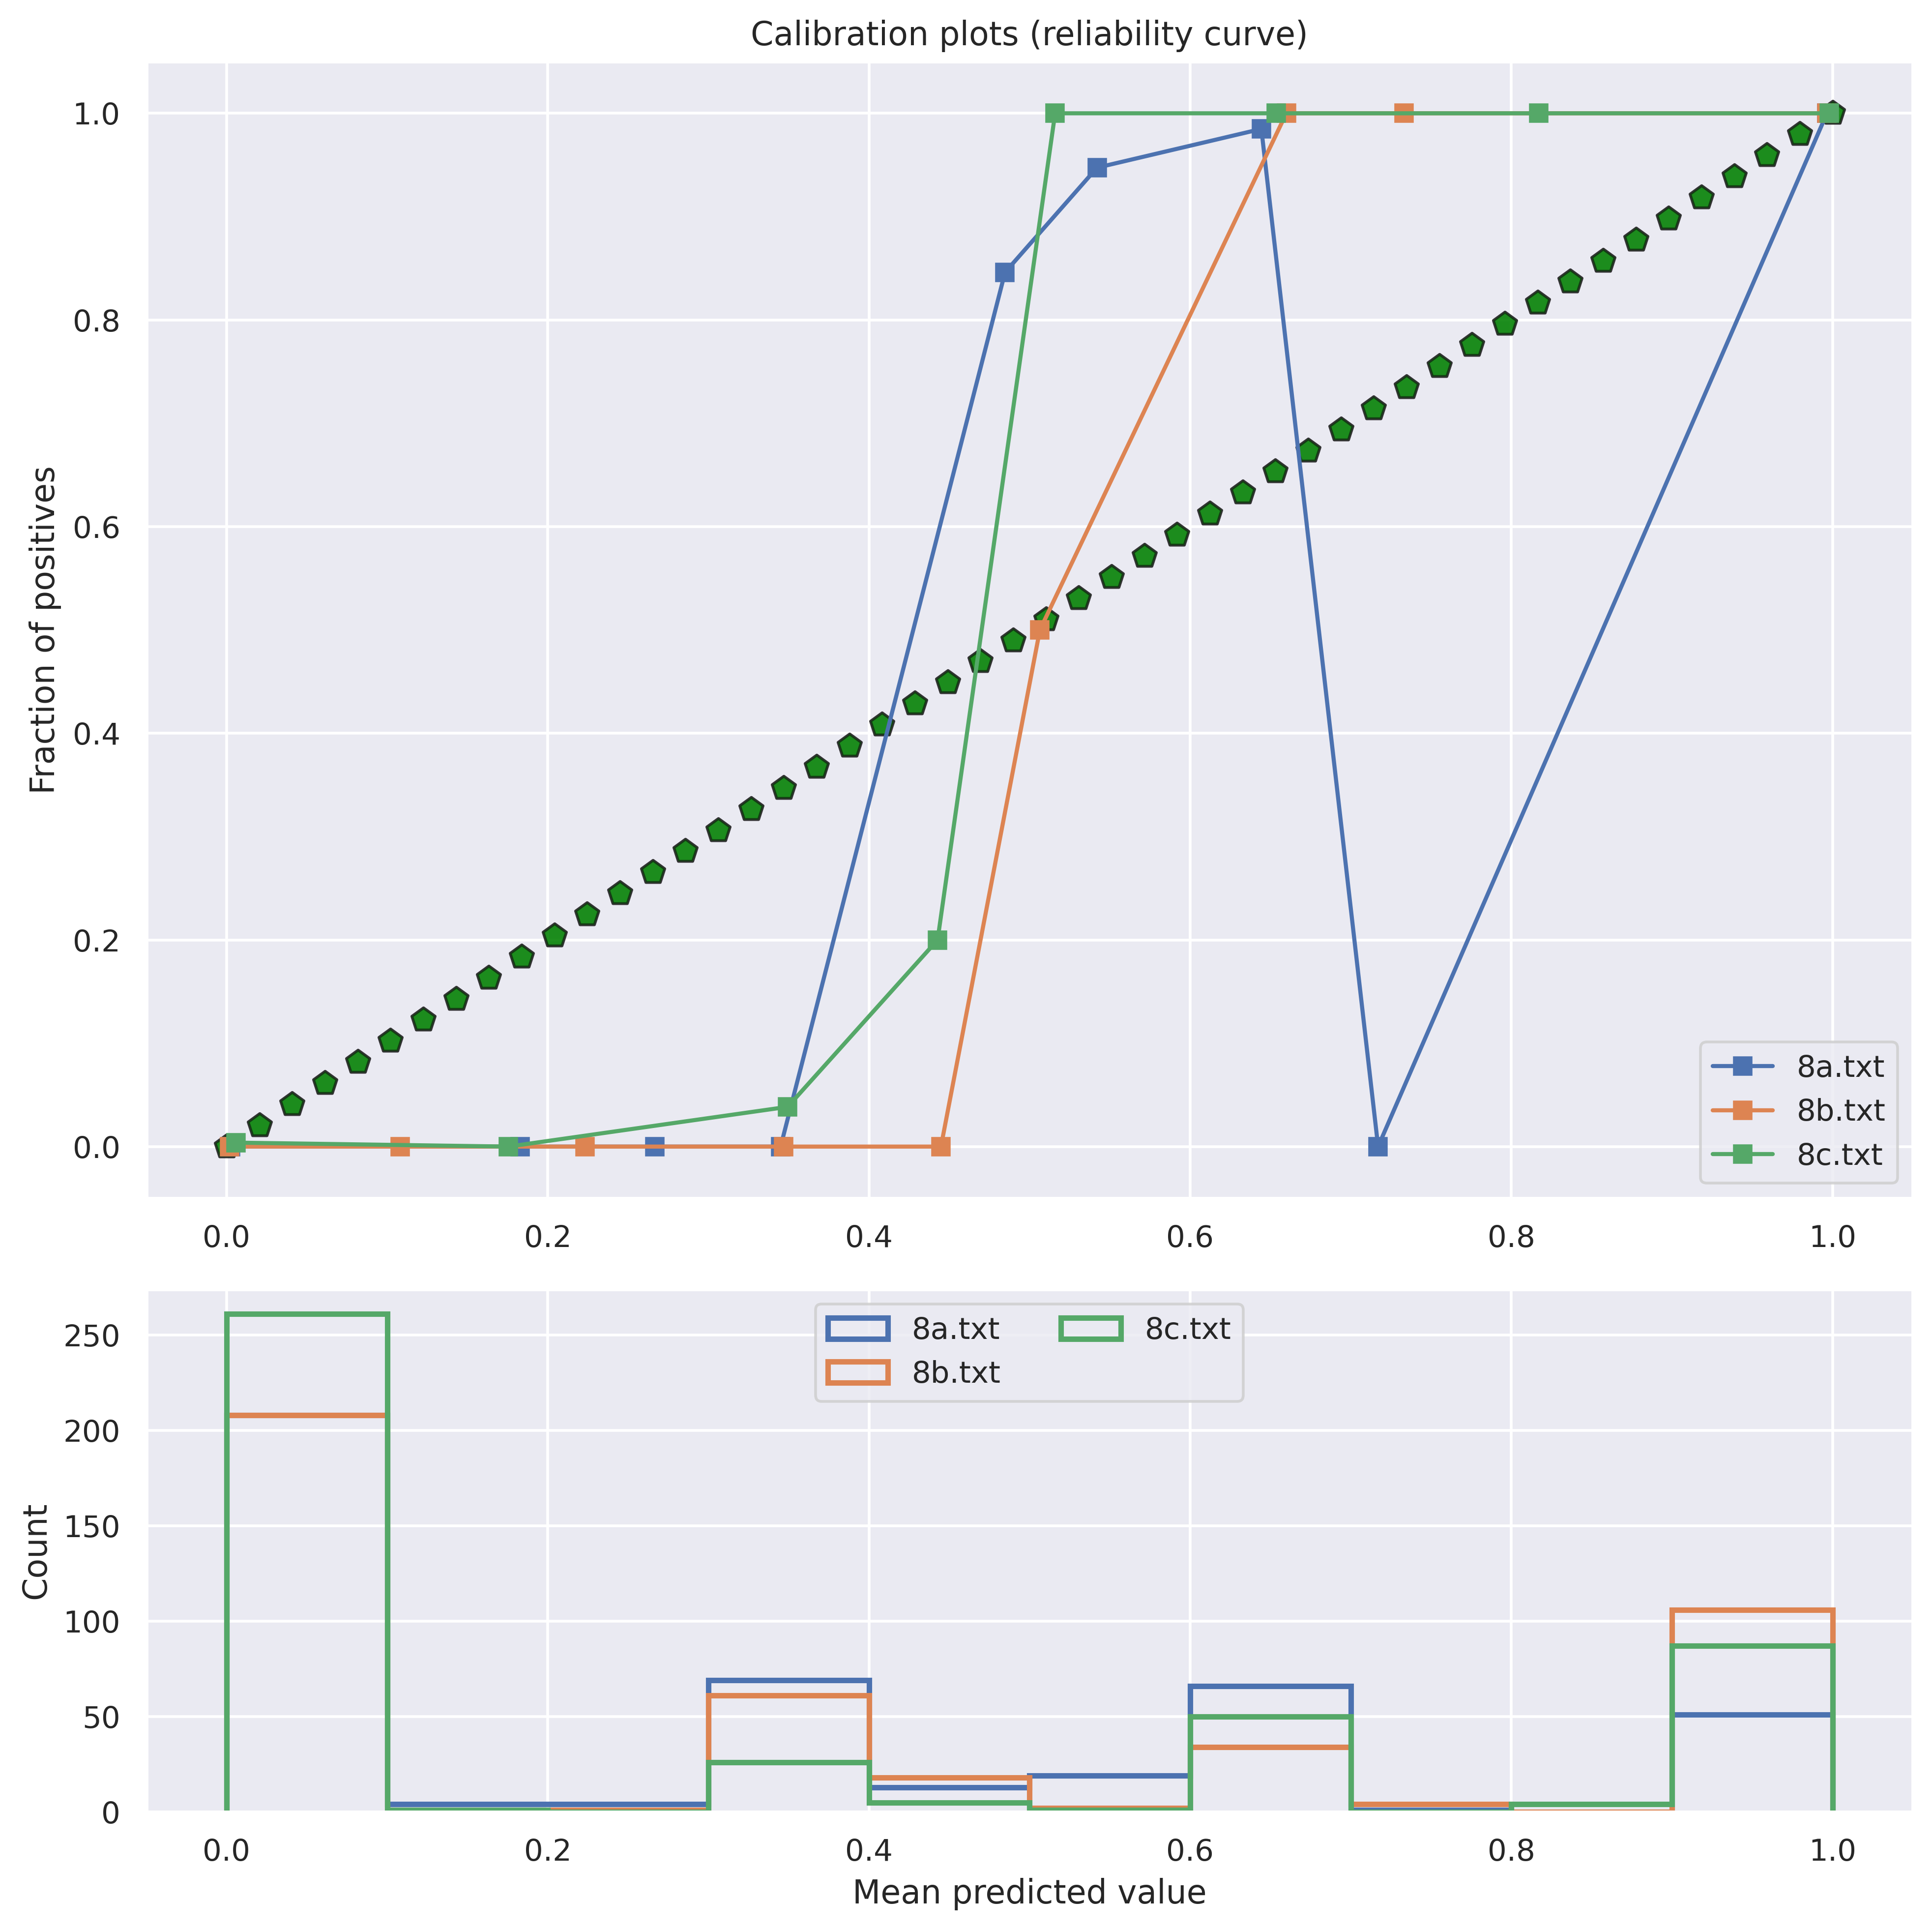 Calibration plots (reliability curve)
1.0
0.8
0.6
0.4
0.2
0.0
Fraction of positives
8a.txt
8b.txt
8c.txt
0.0 0.2 0.4 0.6 0.8 1.0
8a.txt 8c.txt
8b.txt
250
200
150
100
50
0
Count
0.0 0.2 0.4 0.6 0.8 1.0
Mean predicted value